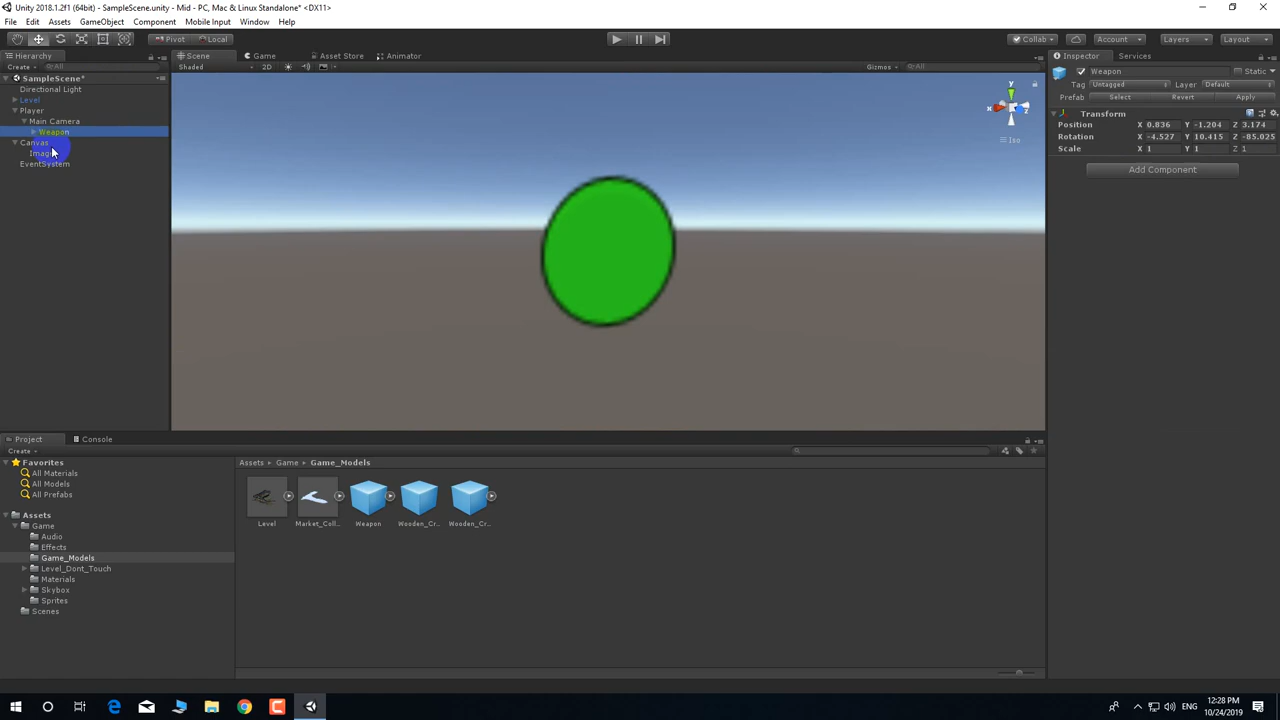 Unity 2018.1.2f1 (64bit) - SampleScene.unity - Mid - PC, Mac & Linux Standalone* <DX11>
File Edit Assets GameObject Component Mobile Input Window Help
Pivot Local Collab Account Layers Layout
Hierarchy Scene Game Asset Store Animator Inspector Services
Create All Shaded 2D Gizmos All
Weapon Static
SampleScene*
Tag Untagged Layer Default
Directional Light
Prefab Select Revert Apply
Level
Player
Transform
Main Camera
Position X 0.836 Y -1.204 Z 3.174
Weapon
Rotation X -4.527 Y 10.415 Z -85.025
Canvas
Scale X 1 Y 1 Z 1
EventSystem
Add Component
y
x
z
Iso
Project Console
Create
Favorites
All Materials
All Models
All Prefabs
Assets
Game
Audio
Effects
Game_Models
Level_Dont_Touch
Materials
Skybox
Sprites
Scenes
Assets Game Game_Models
Level Market_Coll... Weapon Wooden_Cr... Wooden_Cr...
ENG
12:28 PM
10/24/2019